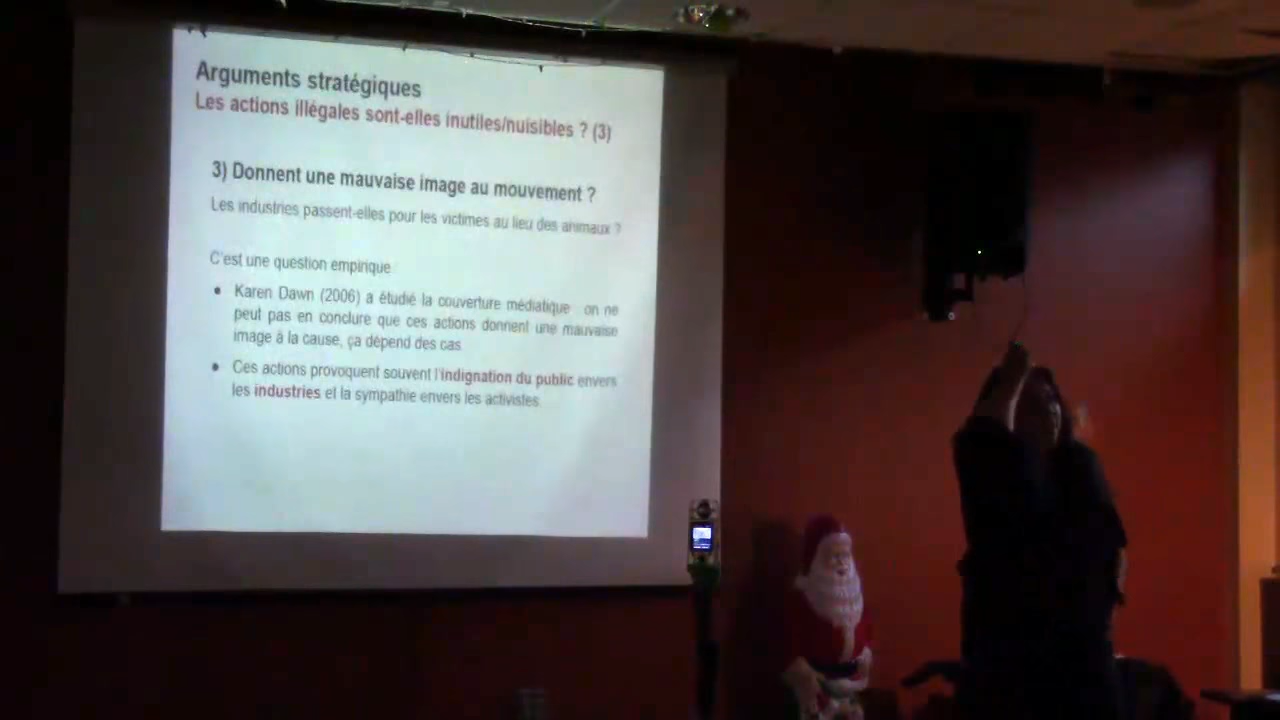 Arguments stratégiques
Les actions illégales sont-elles inutiles/nuisibles ? (3)
3) Donnent une mauvaise image au mouvement ?
Les industries passent-elles pour les victimes au lieu des animaux ?
C'est une question empirique
• Karen Dawn (2006) a étudié la couverture médiatique on ne
peut pas en conclure que ces actions donnent une mauvaise
image à la cause, ça dépend des cas
• Ces actions provoquent souvent l'indignation du public envers
les industries et la sympathie envers les activistes